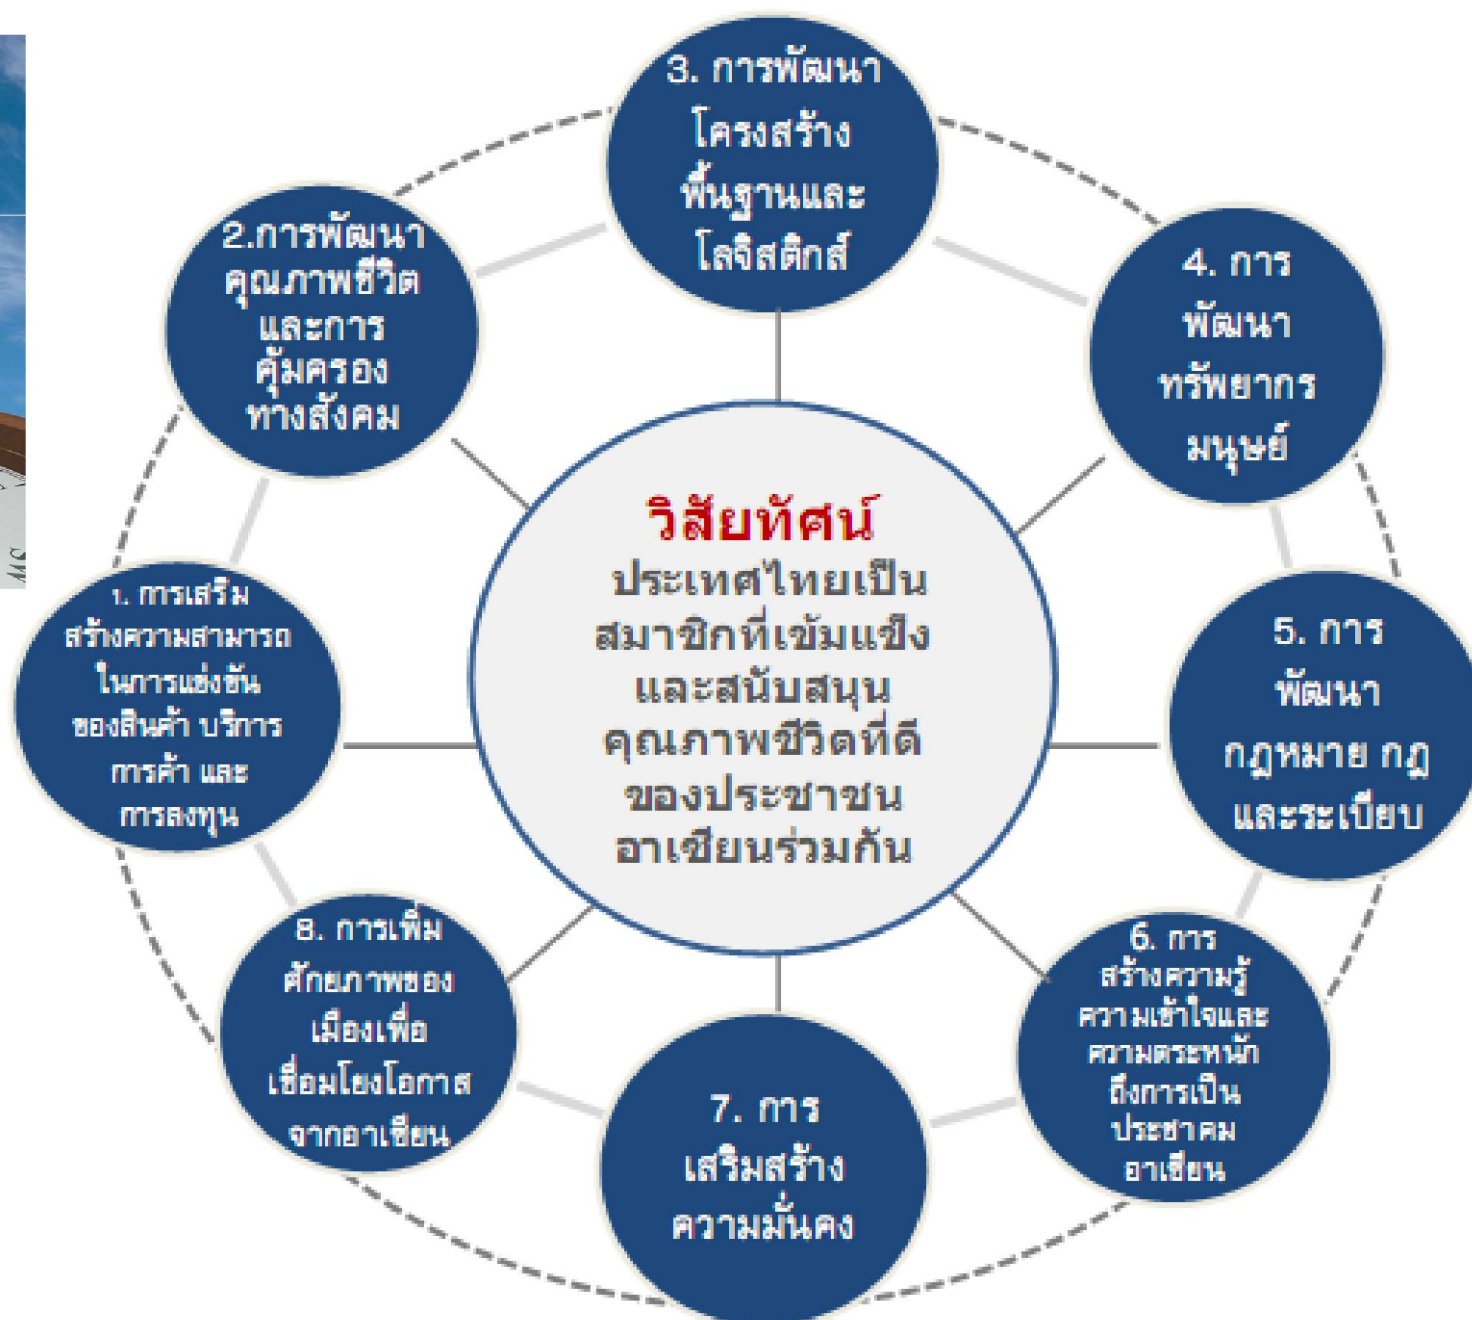 3. การพัฒนา
โครงสร้าง
พื้นฐานและ
โลจิสติกส์
2.การพัฒนา
คุณภาพชีวิต
และการ
คุ้มครอง
ทางสังคม
4. การ
พัฒนา
ทรัพยากร
มนุษย์
วิสัยทัศน์
ประเทศไทยเป็น
สมาชิกที่เข้มแข็ง
และสนับสนุน
คุณภาพชีวิตที่ดี
ของประชาชน
อาเซียนร่วมกัน
1. การเสริม
สร้างความสามารถ
ในการแข่งขัน
ของสินค้า บริการ
การค้า และ
การลงทุน
5. การ
พัฒนา
กฎหมาย กฎ
และระเบียบ
8. การเพิ่ม
ศักยภาพของ
เมืองเพื่อ
เชื่อมโยงโอกาส
จากอาเซียน
6. การ
สร้างความรู้
ความเข้าใจและ
ความตระหนัก
ถึงการเป็น
ประชาคม
อาเซียน
7. การ
เสริมสร้าง
ความมั่นคง